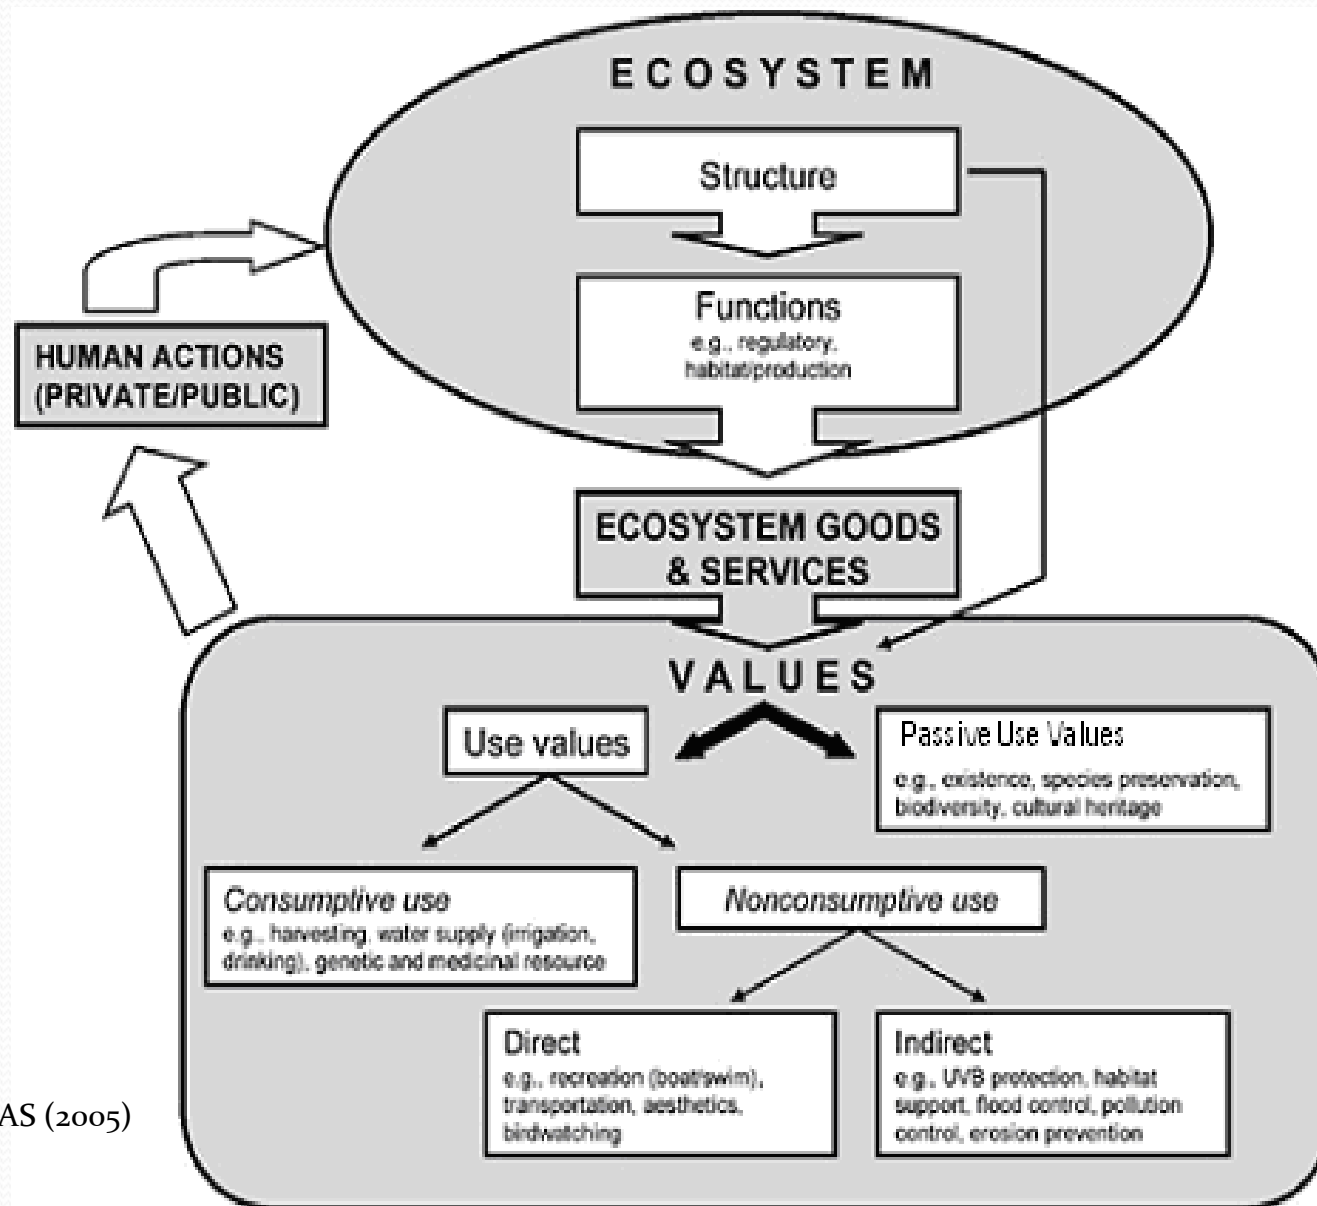 ECOSYSTEM
Structure
Functions
e.g., regulatory,
habitat/production
HUMAN ACTIONS
(PRIVATE/PUBLIC)
ECOSYSTEM GOODS
& SERVICES
VALUES
Use values
Passive Use Values
e.g., existence, species preservation,
biodiversity, cultural heritage
Consumptive use
e.g., harvesting, water supply (irrigation,
drinking), genetic and medicinal resource
Nonconsumptive use
Direct
e.g., recreation (boat/swim),
transportation, aesthetics,
birdwatching
Indirect
e.g., UVB protection, habitat
support, flood control, pollution
control, erosion prevention
AS (2005)